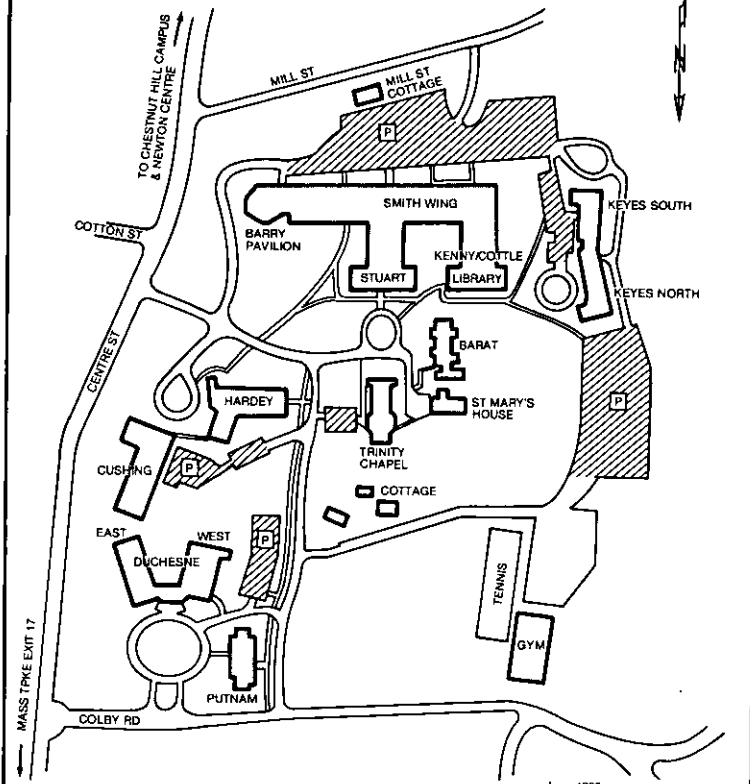 TO CHESTNUT HILL CAMPUS
& NEWTON CENTRE
MILL ST
MILL ST
COTTAGE
P
N
SMITH WING
KEYES SOUTH
COTTON ST
BARRY
PAVILION
KENNY/COTTLE
STUART
LIBRARY
KEYES NORTH
CENTRE ST
BARAT
HARDEY
P
ST MARY'S
HOUSE
TRINITY
CHAPEL
CUSHING
P
COTTAGE
EAST
WEST
P
DUCHESNE
TENNIS
GYM
MASS TPKE EXIT 17
PUTNAM
COLBY RD